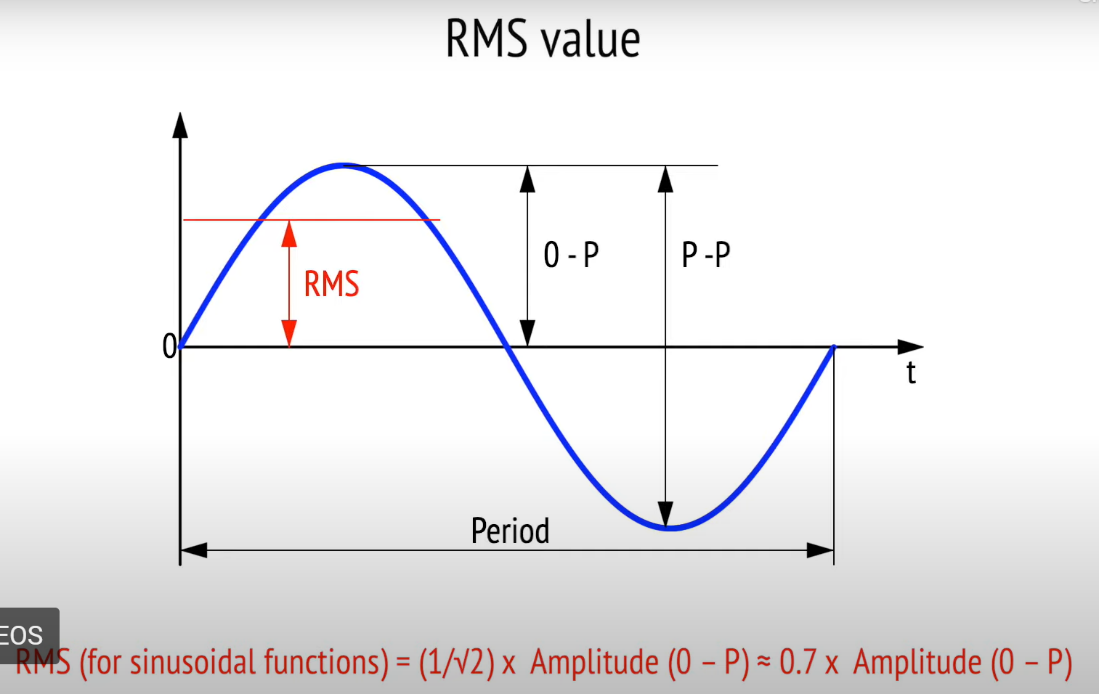 RMS value
0 - P
P -P
RMS
0
t
Period
EOS
RMS (for sinusoidal functions) = (1/√2) x Amplitude (0 – P) ≈ 0.7 x Amplitude (0 – P)